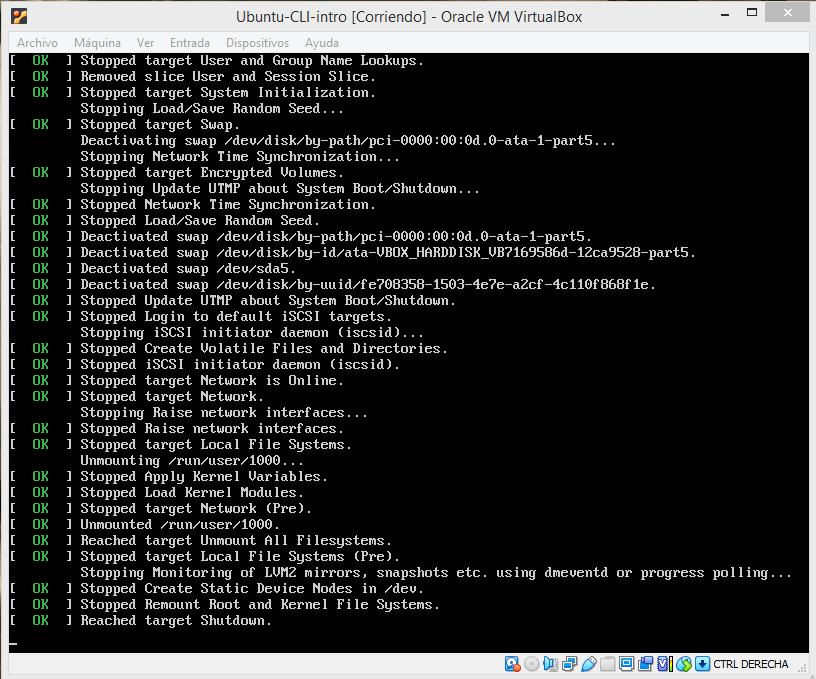 Ubuntu-CLI-intro [Corriendo] - Oracle VM VirtualBox
Archivo Máquina Ver Entrada Dispositivos Ayuda
[  OK  ] Stopped target User and Group Name Lookups.
[  OK  ] Removed slice User and Session Slice.
[  OK  ] Stopped target System Initialization.
         Stopping Load/Save Random Seed...
[  OK  ] Stopped target Swap.
         Deactivating swap /dev/disk/by-path/pci-0000:00:0d.0-ata-1-part5...
         Stopping Network Time Synchronization...
[  OK  ] Stopped target Encrypted Volumes.
         Stopping Update UTMP about System Boot/Shutdown...
[  OK  ] Stopped Network Time Synchronization.
[  OK  ] Stopped Load/Save Random Seed.
[  OK  ] Deactivated swap /dev/disk/by-path/pci-0000:00:0d.0-ata-1-part5.
[  OK  ] Deactivated swap /dev/disk/by-id/ata-VBOX_HARDDISK_VB7169586d-12ca9528-part5.
[  OK  ] Deactivated swap /dev/sda5.
[  OK  ] Deactivated swap /dev/disk/by-uuid/fe708358-1503-4e7e-a2cf-4c110f868f1e.
[  OK  ] Stopped Update UTMP about System Boot/Shutdown.
[  OK  ] Stopped Login to default iSCSI targets.
         Stopping iSCSI initiator daemon (iscsid)...
[  OK  ] Stopped Create Volatile Files and Directories.
[  OK  ] Stopped iSCSI initiator daemon (iscsid).
[  OK  ] Stopped target Network is Online.
[  OK  ] Stopped target Network.
         Stopping Raise network interfaces...
[  OK  ] Stopped Raise network interfaces.
[  OK  ] Stopped target Local File Systems.
         Unmounting /run/user/1000...
[  OK  ] Stopped Apply Kernel Variables.
[  OK  ] Stopped Load Kernel Modules.
[  OK  ] Stopped target Network (Pre).
[  OK  ] Unmounted /run/user/1000.
[  OK  ] Reached target Unmount All Filesystems.
[  OK  ] Stopped target Local File Systems (Pre).
         Stopping Monitoring of LVM2 mirrors, snapshots etc. using dmeventd or progress polling...
[  OK  ] Stopped Create Static Device Nodes in /dev.
[  OK  ] Stopped Remount Root and Kernel File Systems.
[  OK  ] Reached target Shutdown.
CTRL DERECHA